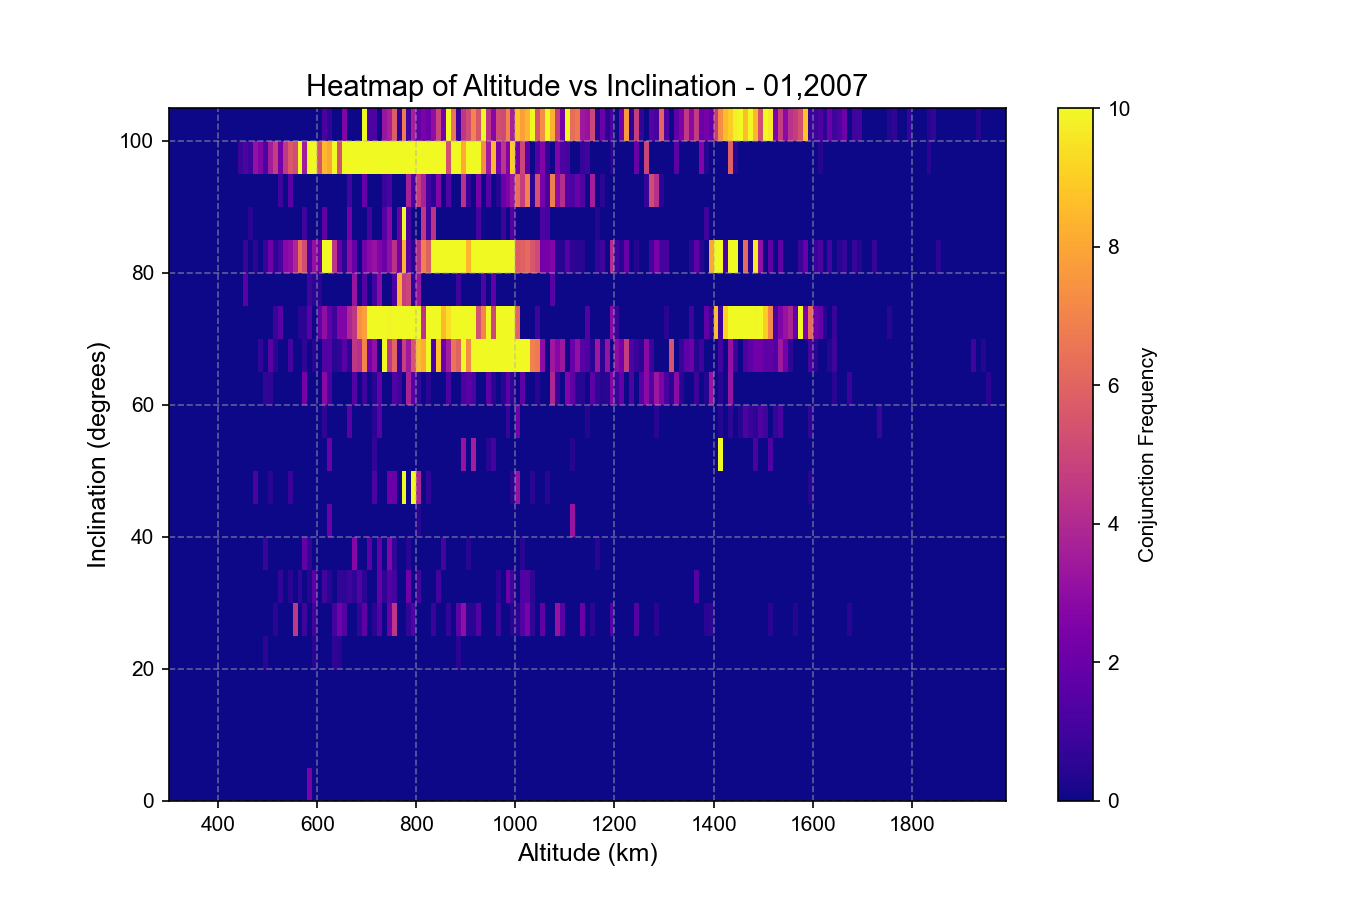 Heatmap of Altitude vs Inclination - 01,2007
Inclination (degrees)
100
80
60
40
20
0
400 600 800 1000 1200 1400 1600 1800
Altitude (km)
10
8
6
4
2
0
Conjunction Frequency